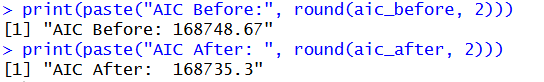 > print(paste("AIC Before:", round(aic_before, 2)))
[1] "AIC Before: 168748.67"
> print(paste("AIC After: ", round(aic_after, 2)))
[1] "AIC After:  168735.3"